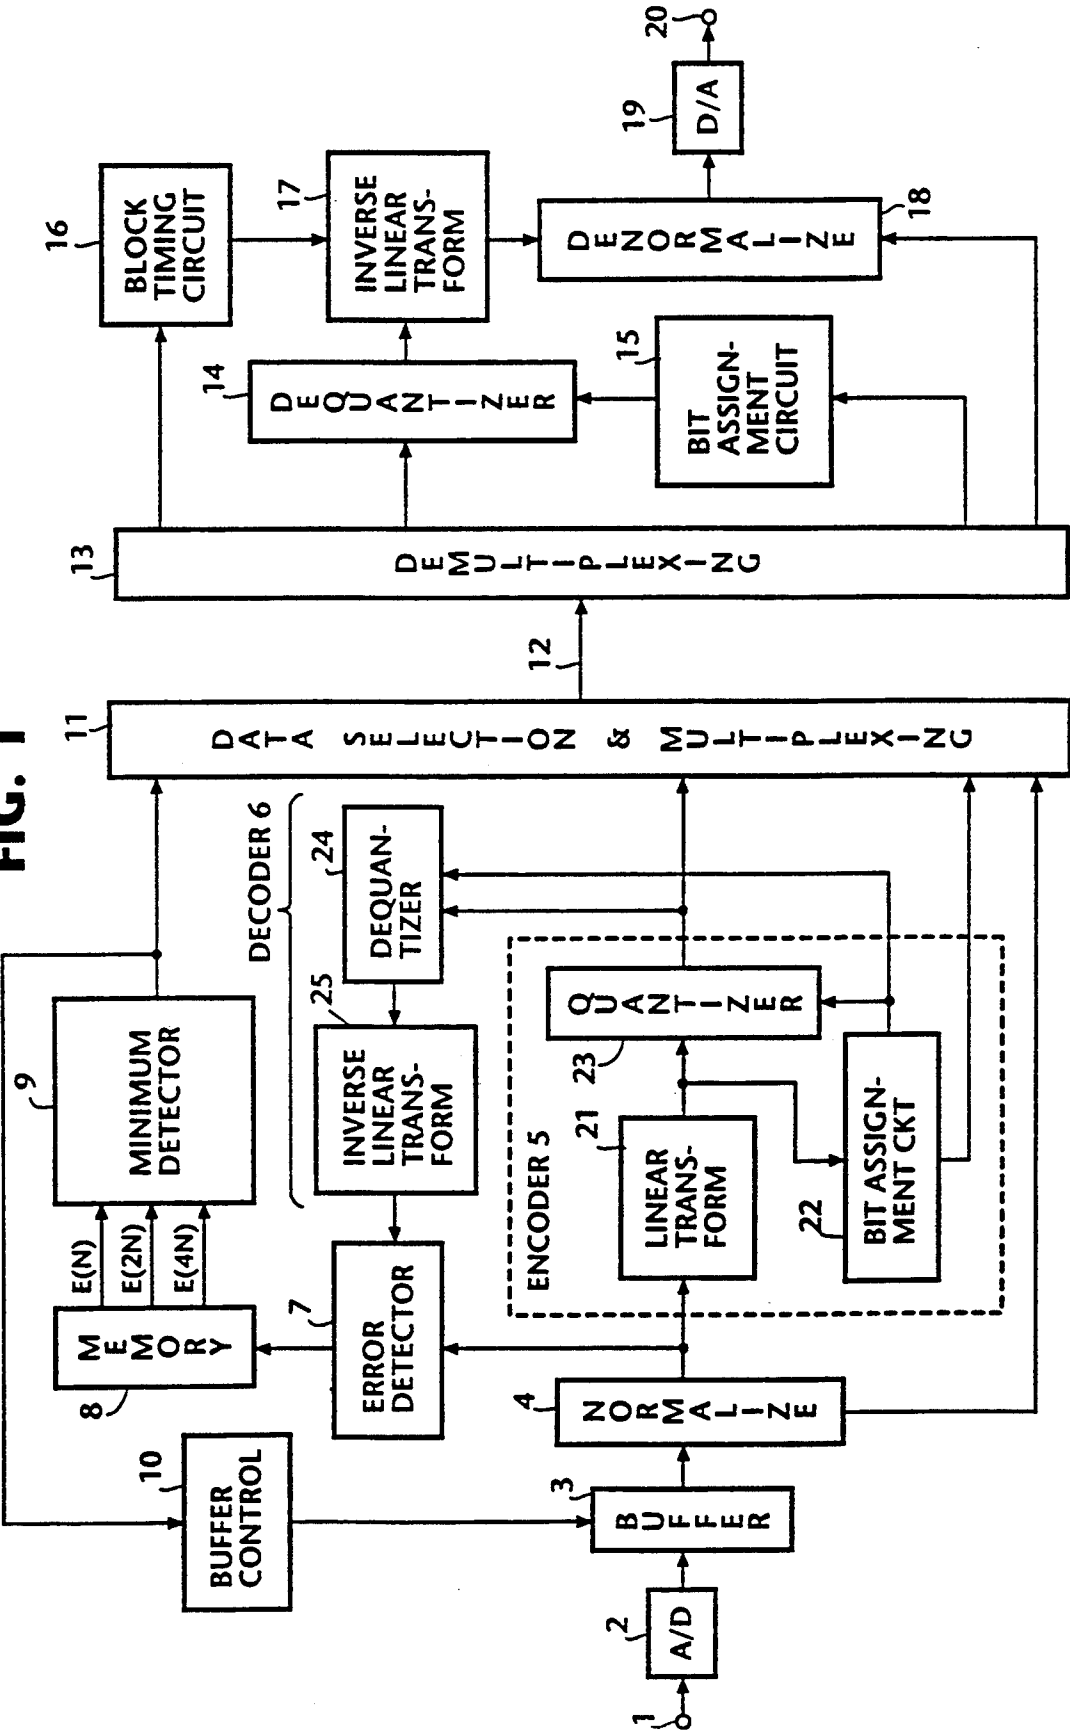 FIG. 1
1
2
A/D
3
BUFFER
10
BUFFER
CONTROL
4
NORMALIZE
8
MEMORY
E(N)
E(2N)
E(4N)
7
ERROR
DETECTOR
9
MINIMUM
DETECTOR
DECODER 6
25
INVERSE
LINEAR
TRANS-
FORM
24
DEQUAN-
TIZER
ENCODER 5
21
LINEAR
TRANS-
FORM
22
BIT ASSIGN-
MENT CKT
23
QUANTIZER
11
DATA SELECTION & MULTIPLEXING
12
13
DEMULTIPLEXING
14
DEQUANTIZER
15
BIT
ASSIGN-
MENT
CIRCUIT
16
BLOCK
TIMING
CIRCUIT
17
INVERSE
LINEAR
TRANS-
FORM
18
DENORMALIZE
19
D/A
20